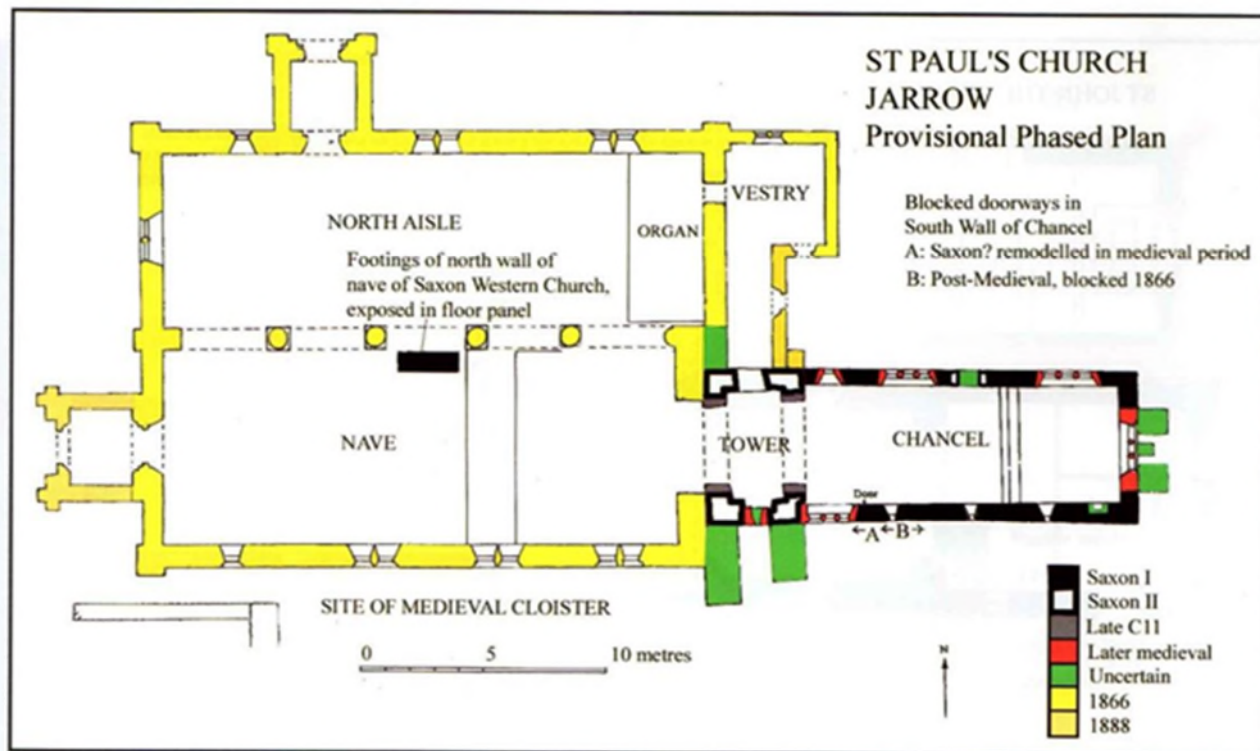 ST PAUL'S CHURCH
JARROW
Provisional Phased Plan
Blocked doorways in
South Wall of Chancel
A: Saxon? remodelled in medieval period
B: Post-Medieval, blocked 1866
VESTRY
NORTH AISLE
ORGAN
Footings of north wall of
nave of Saxon Western Church,
exposed in floor panel
NAVE
TOWER
CHANCEL
Door
A
B
SITE OF MEDIEVAL CLOISTER
0 5 10 metres
N
Saxon I
Saxon II
Late C11
Later medieval
Uncertain
1866
1888